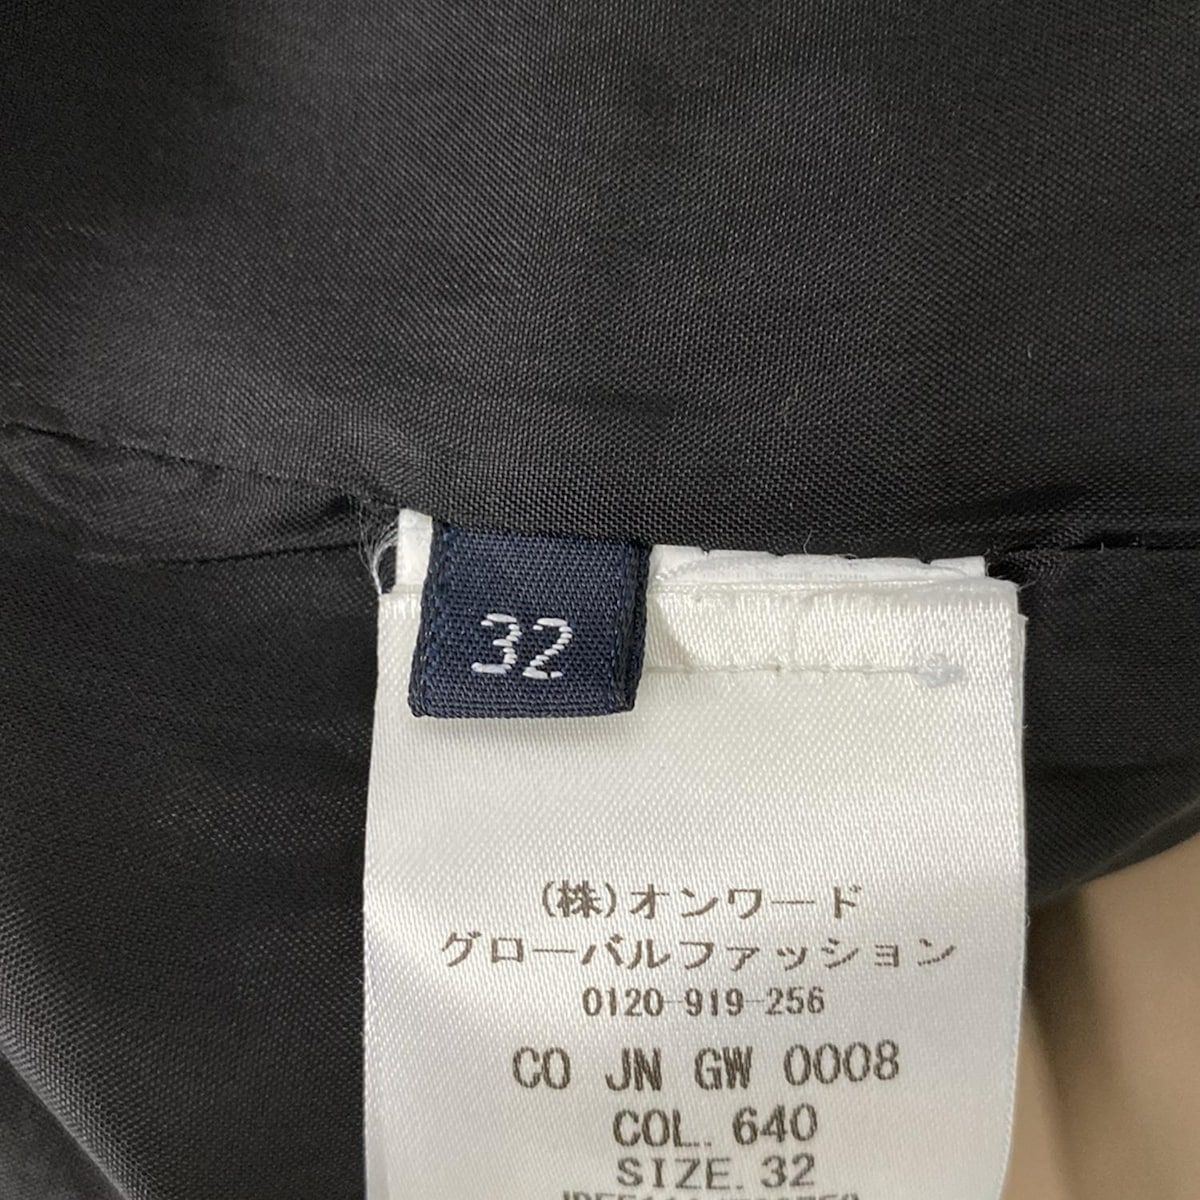 32
(株)オンワード
グローバルファッション
0120-919-256
CO JN GW 0008
COL. 640
SIZE. 32